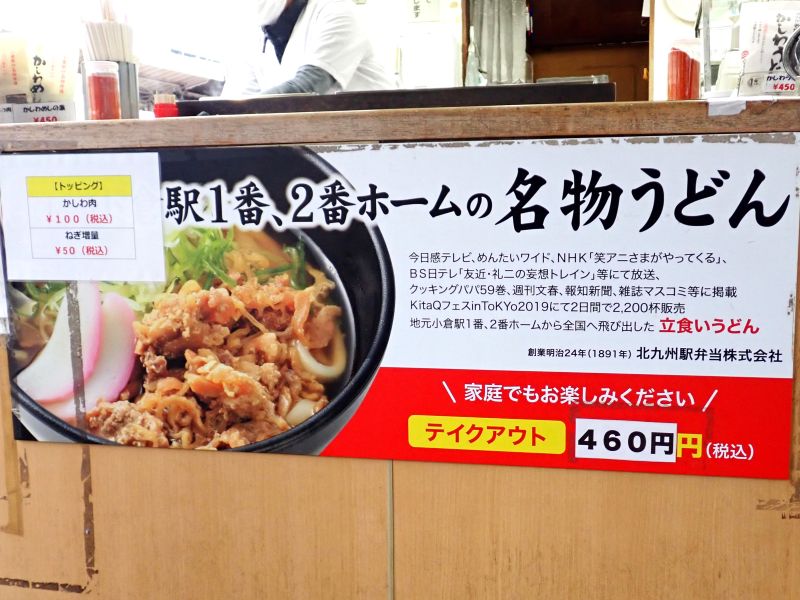 かしわめしの素
¥450
¥450
【トッピング】
かしわ肉
¥100（税込）
ねぎ増量
¥50（税込）
駅1番、2番ホームの名物うどん
今日感テレビ、めんたいワイド、NHK「笑アニさまがやってくる」、
BS日テレ「友近・礼二の妄想トレイン」等にて放送、
クッキングパパ59巻、週刊文春、報知新聞、雑誌マスコミ等に掲載
KitaQフェスinToKYo2019にて2日間で2,200杯販売
地元小倉駅1番、2番ホームから全国へ飛び出した 立食いうどん
創業明治24年（1891年） 北九州駅弁当株式会社
\ 家庭でもお楽しみください /
テイクアウト 460円円（税込）